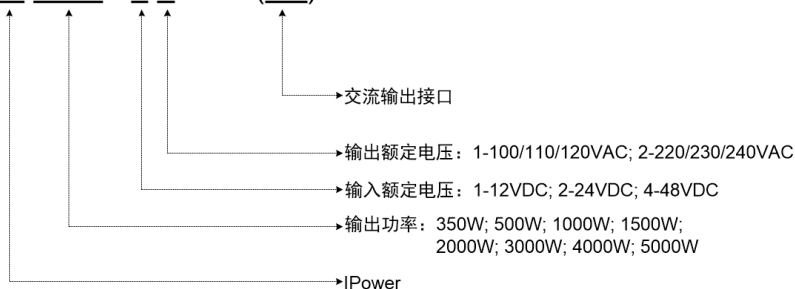 交流输出接口
输出额定电压：1-100/110/120VAC; 2-220/230/240VAC
输入额定电压：1-12VDC; 2-24VDC; 4-48VDC
输出功率：350W; 500W; 1000W; 1500W;
2000W; 3000W; 4000W; 5000W
IPower